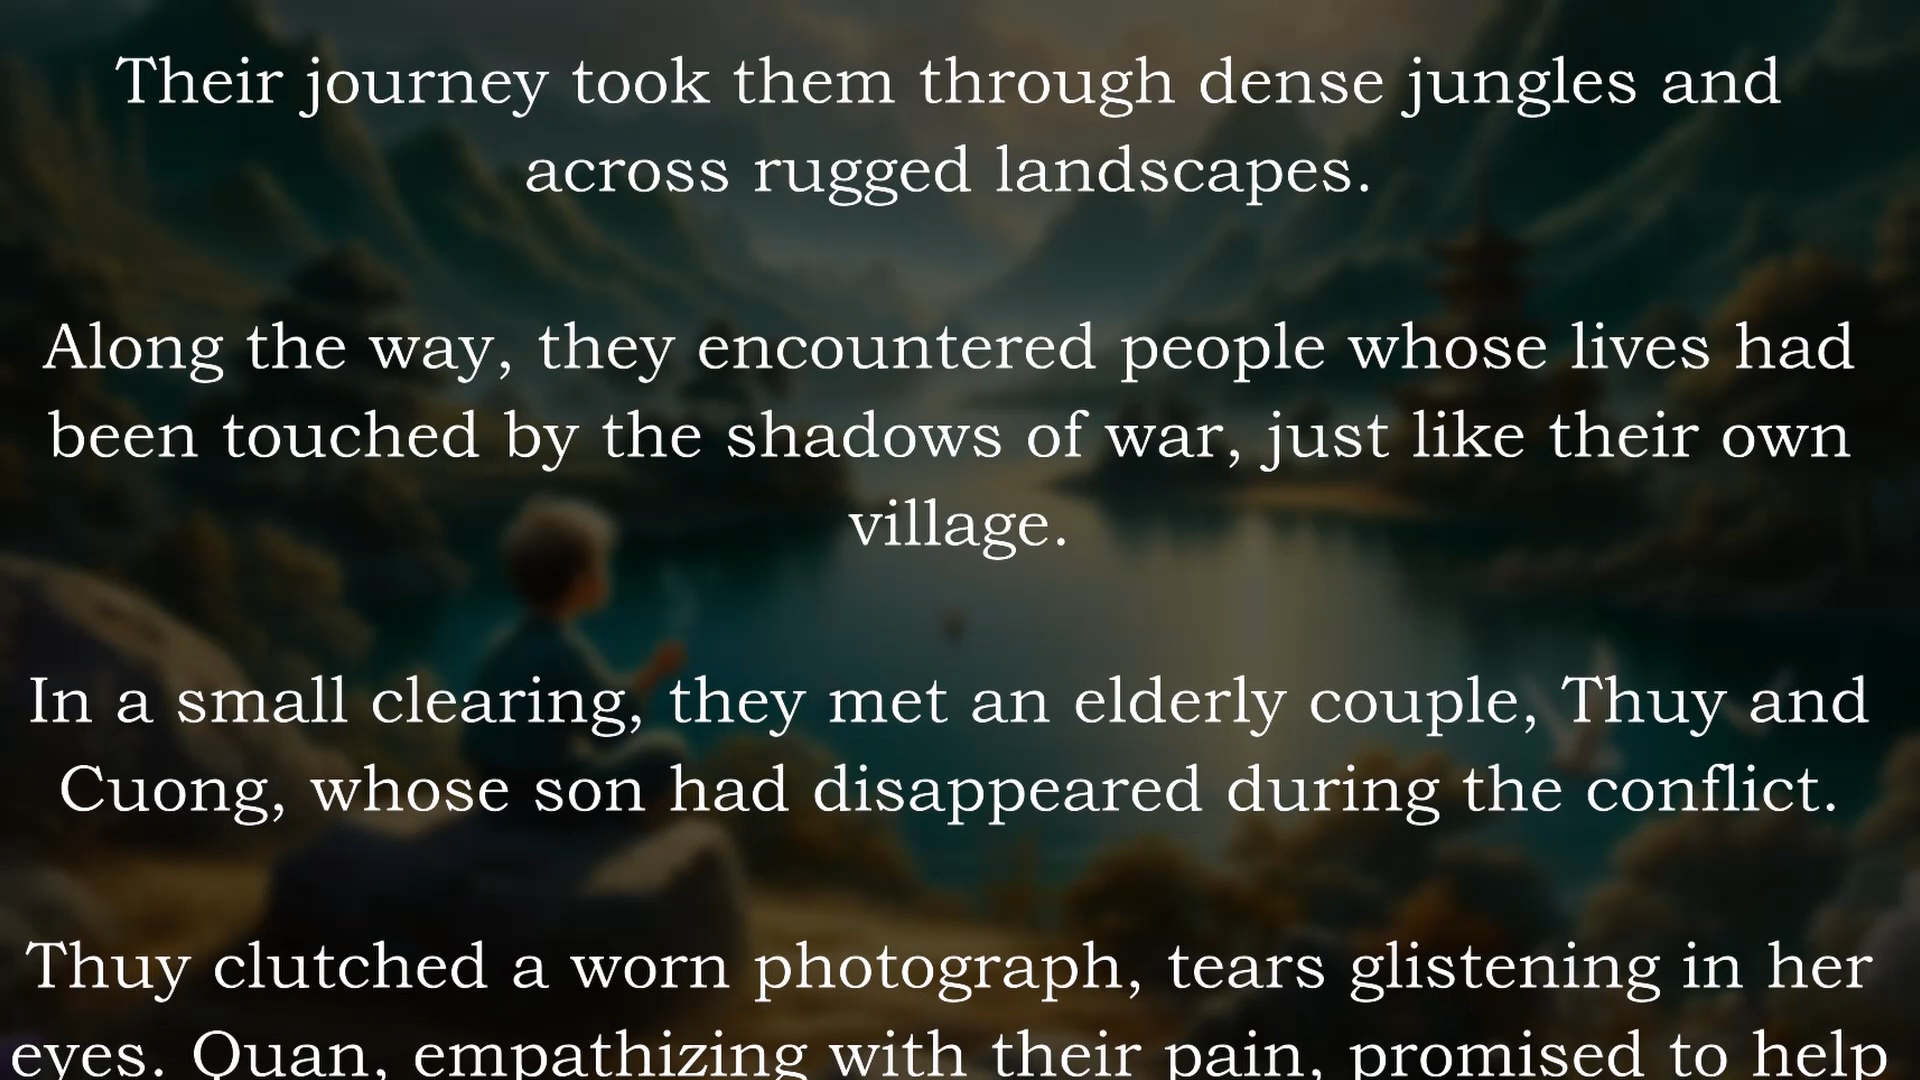 Their journey took them through dense jungles and
across rugged landscapes.
Along the way, they encountered people whose lives had
been touched by the shadows of war, just like their own
village.
In a small clearing, they met an elderly couple, Thuy and
Cuong, whose son had disappeared during the conflict.
Thuy clutched a worn photograph, tears glistening in her
eyes. Quan, empathizing with their pain, promised to help